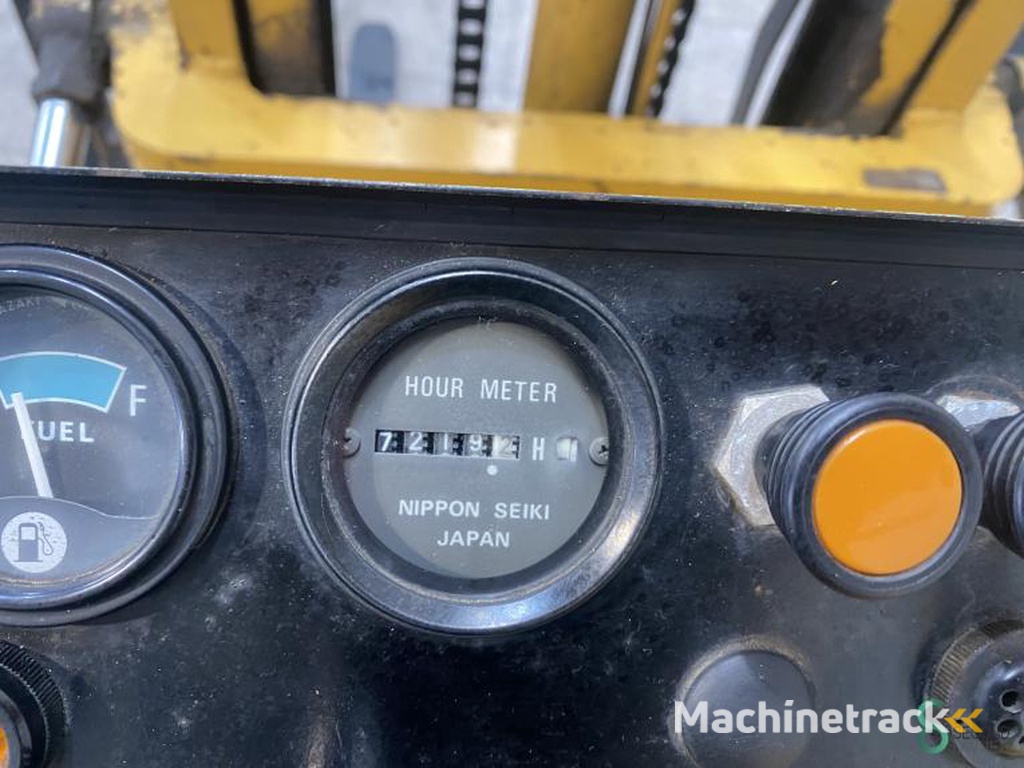 HOUR METER
72192 H
NIPPON SEIKI
JAPAN
F
FUEL
Machinetrack